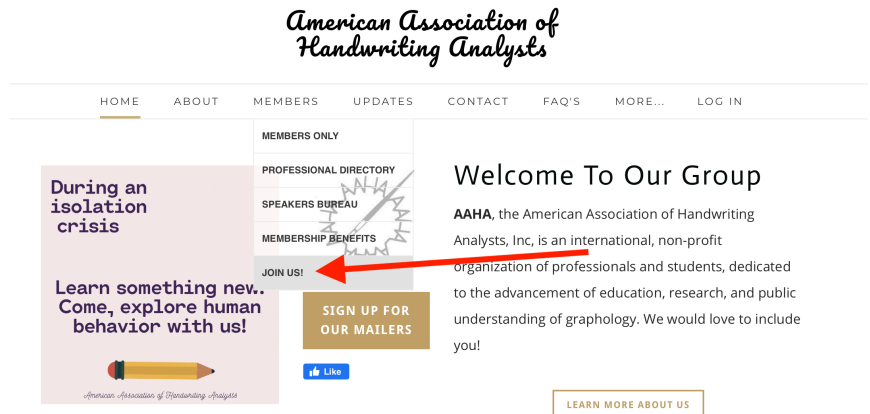 American Association of
Handwriting Analysts
HOME ABOUT MEMBERS UPDATES CONTACT FAQ'S MORE... LOG IN
MEMBERS ONLY
PROFESSIONAL DIRECTORY
SPEAKERS BUREAU
MEMBERSHIP BENEFITS
JOIN US!
During an
isolation
crisis
Learn something new.
Come, explore human
behavior with us!
American Association of Handwriting Analysts
SIGN UP FOR
OUR MAILERS
Like
Welcome To Our Group
AAHA, the American Association of Handwriting
Analysts, Inc, is an international, non-profit
organization of professionals and students, dedicated
to the advancement of education, research, and public
understanding of graphology. We would love to include
you!
LEARN MORE ABOUT US